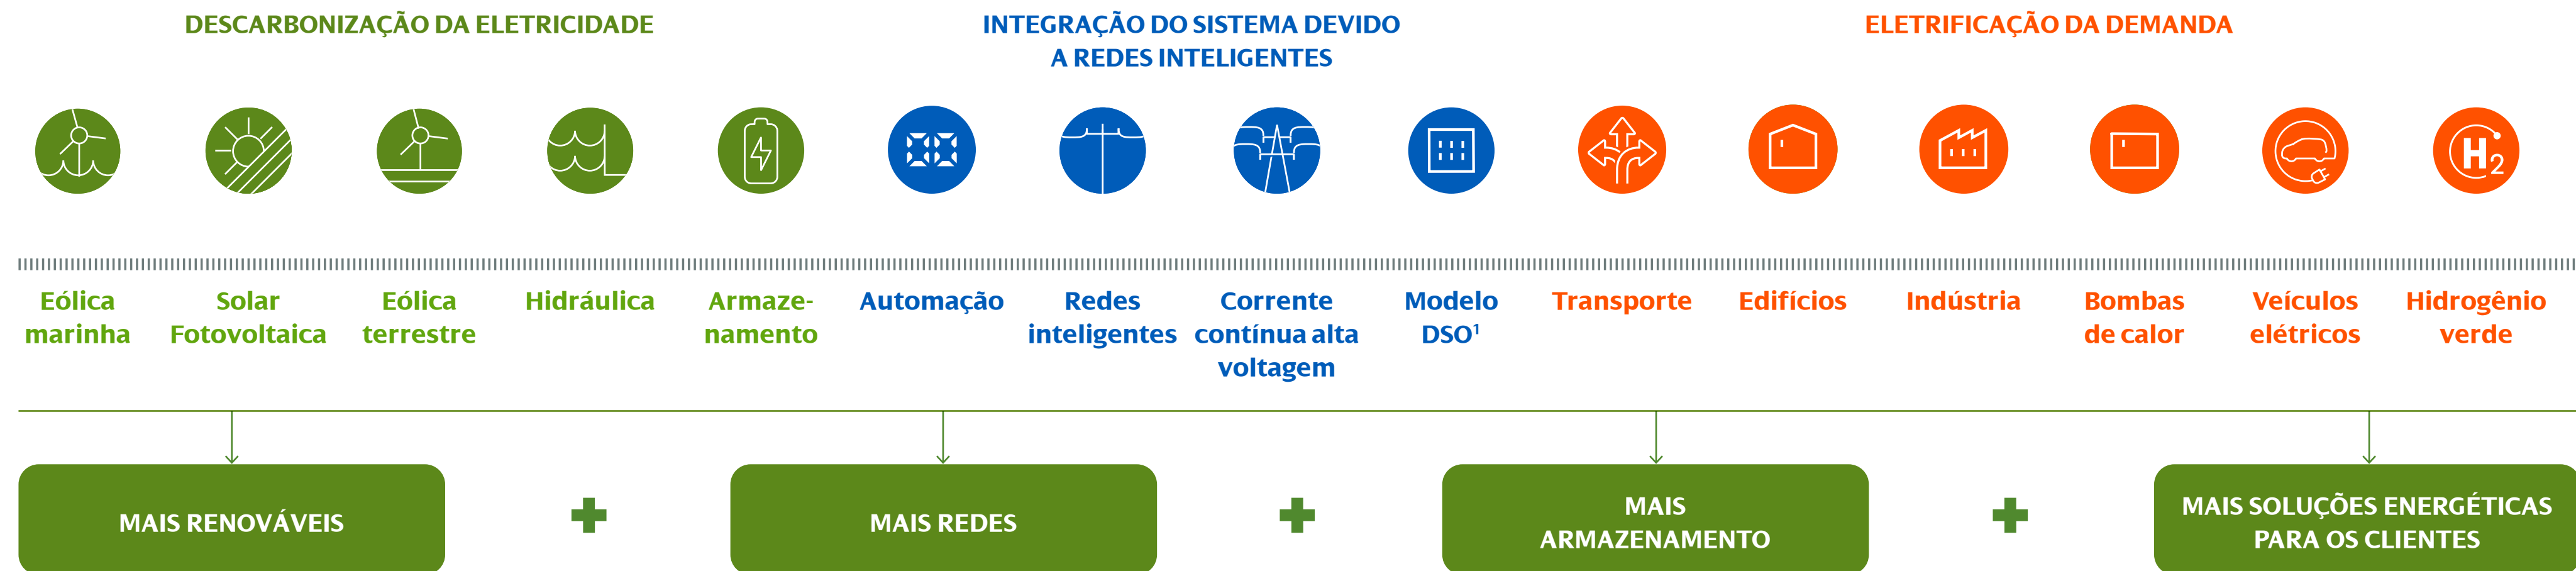 DESCARBONIZAÇÃO DA ELETRICIDADE
INTEGRAÇÃO DO SISTEMA DEVIDO
A REDES INTELIGENTES
ELETRIFICAÇÃO DA DEMANDA
H2
Eólica
marinha
Solar
Fotovoltaica
Eólica
terrestre
Hidráulica
Armaze-
namento
Automação
Redes
inteligentes
Corrente
contínua alta
voltagem
Modelo
DSO¹
Transporte
Edifícios
Indústria
Bombas
de calor
Veículos
elétricos
Hidrogênio
verde
MAIS RENOVÁVEIS
MAIS REDES
MAIS
ARMAZENAMENTO
MAIS SOLUÇÕES ENERGÉTICAS
PARA OS CLIENTES